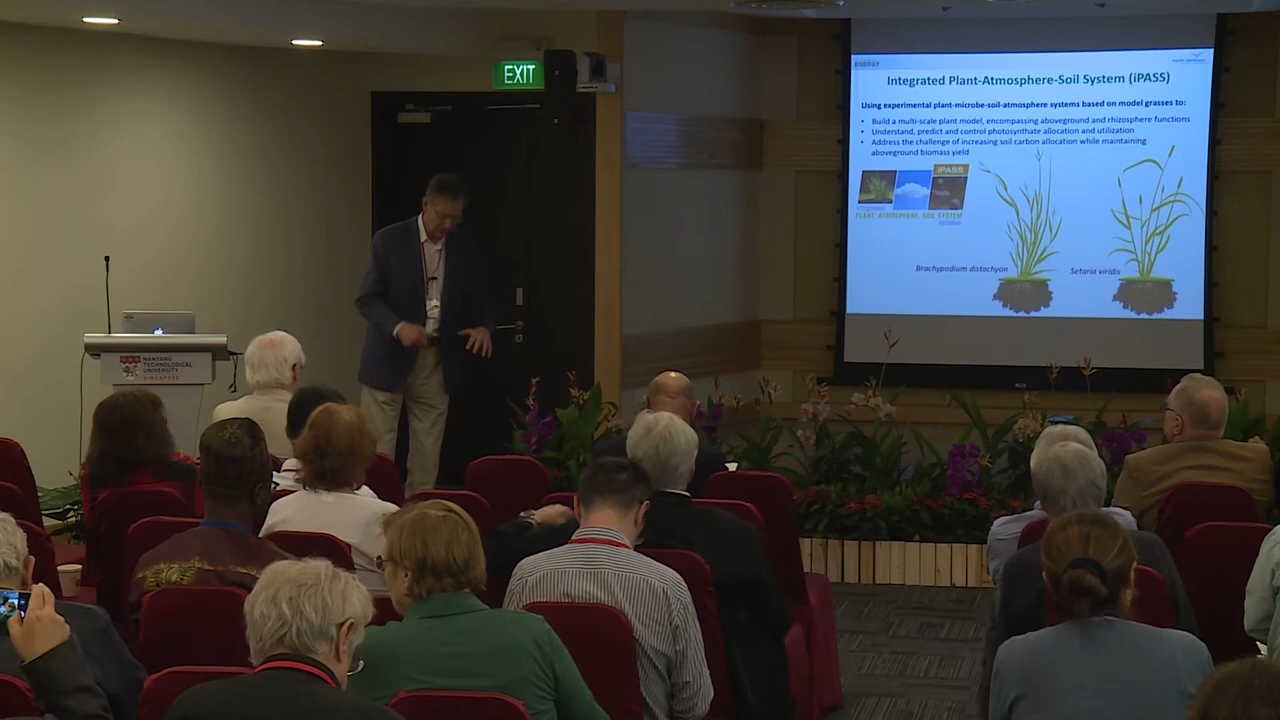 EXIT
NANYANG
TECHNOLOGICAL
UNIVERSITY
SINGAPORE
ENERGY
Integrated Plant-Atmosphere-Soil System (iPASS)
Using experimental plant-microbe-soil-atmosphere systems based on model grasses to:
• Build a multi-scale plant model, encompassing aboveground and rhizosphere functions
• Understand, predict and control photosynthate allocation and utilization
• Address the challenge of increasing soil carbon allocation while maintaining
aboveground biomass yield
iPASS
integrated
PLANT ATMOSPHERE SOIL SYSTEM
initiative
Brachypodium distachyon
Setaria viridis